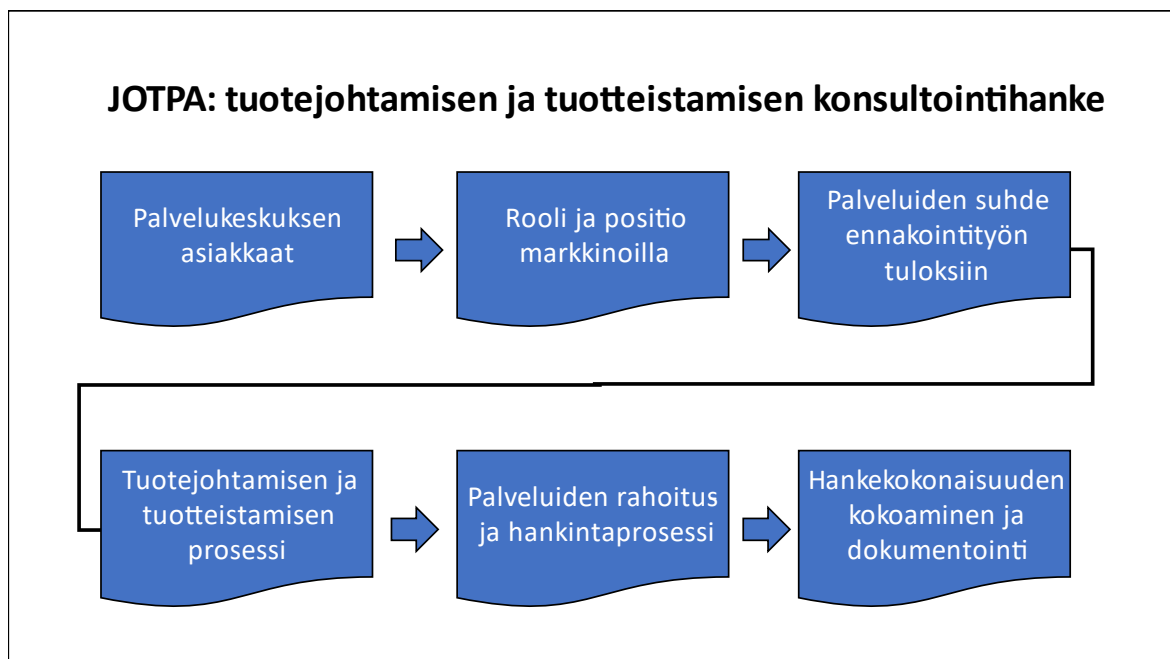 JOTPA: tuotejohtamisen ja tuotteistamisen konsultointihanke
Palvelukeskuksen
asiakkaat
Rooli ja positio
markkinoilla
Palveluiden suhde
ennakointityön
tuloksiin
Tuotejohtamisen ja
tuotteistamisen
prosessi
Palveluiden rahoitus
ja hankintaprosessi
Hankekokonaisuuden
kokoaminen ja
dokumentointi